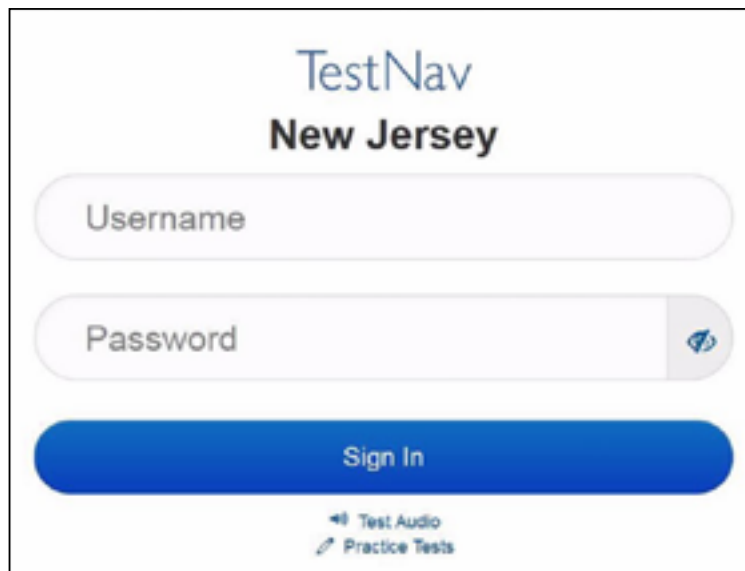 TestNav
New Jersey
Username
Password
Sign In
Test Audio
Practice Tests